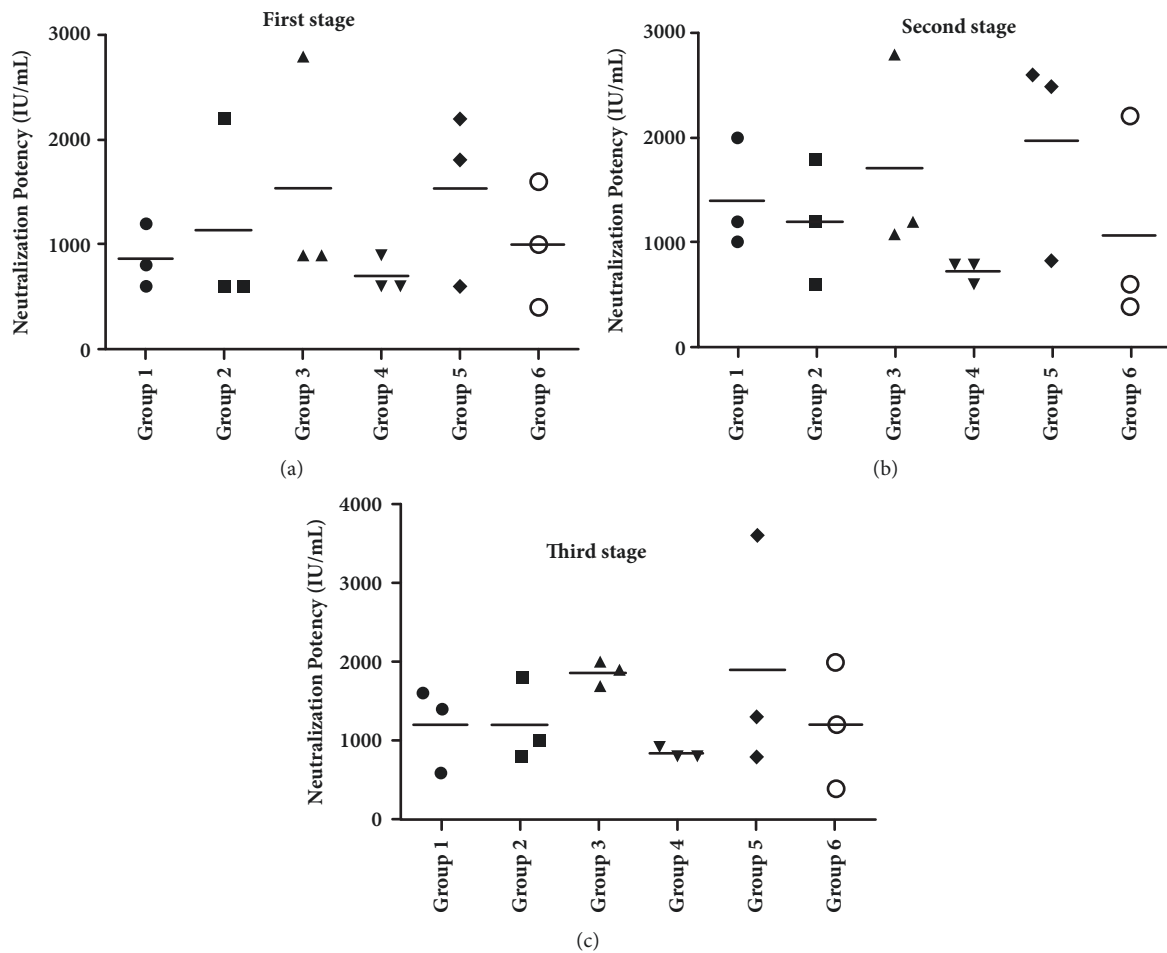 First stage
Neutralization Potency (IU/mL)
3000
2000
1000
0
Group 1
Group 2
Group 3
Group 4
Group 5
Group 6
(a)
Second stage
Neutralization Potency (IU/mL)
3000
2000
1000
0
Group 1
Group 2
Group 3
Group 4
Group 5
Group 6
(b)
Third stage
Neutralization Potency (IU/mL)
4000
3000
2000
1000
0
Group 1
Group 2
Group 3
Group 4
Group 5
Group 6
(c)